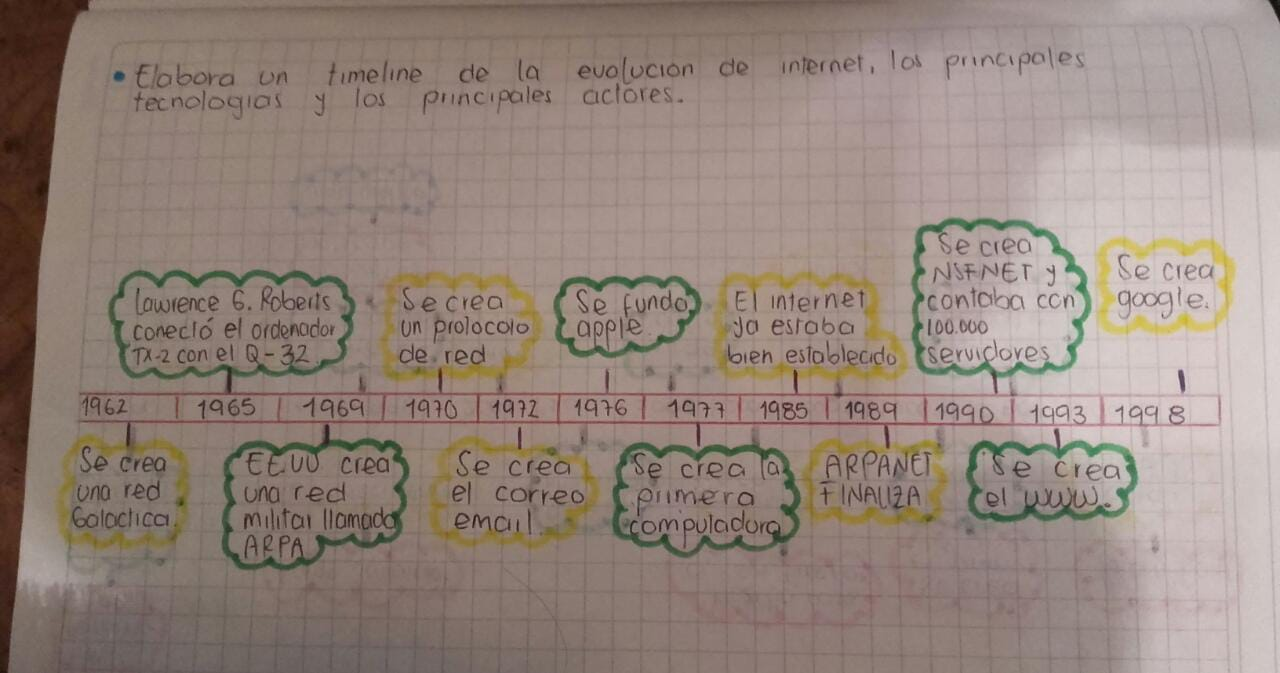 • Elabora un timeline de la evolución de internet, los principales
tecnologías y los principales actores.
Lawrence G. Roberts
conectó el ordenador
TX-2 con el Q-32
Se crea
un protocolo
de red
Se fundo
apple.
El internet
ya estaba
bien establecido
Se crea
NSFNET y
contaba con
100.000
servidores
Se crea
google.
1962 1965 1969 1970 1972 1976 1977 1985 1989 1990 1993 1998
Se crea
una red
Galactica.
EE.UU crea
una red
militar llamado
ARPA
Se crea
el correo
email.
Se crea la
primera
computadora
ARPANET
FINALIZA
Se crea
el WWW.